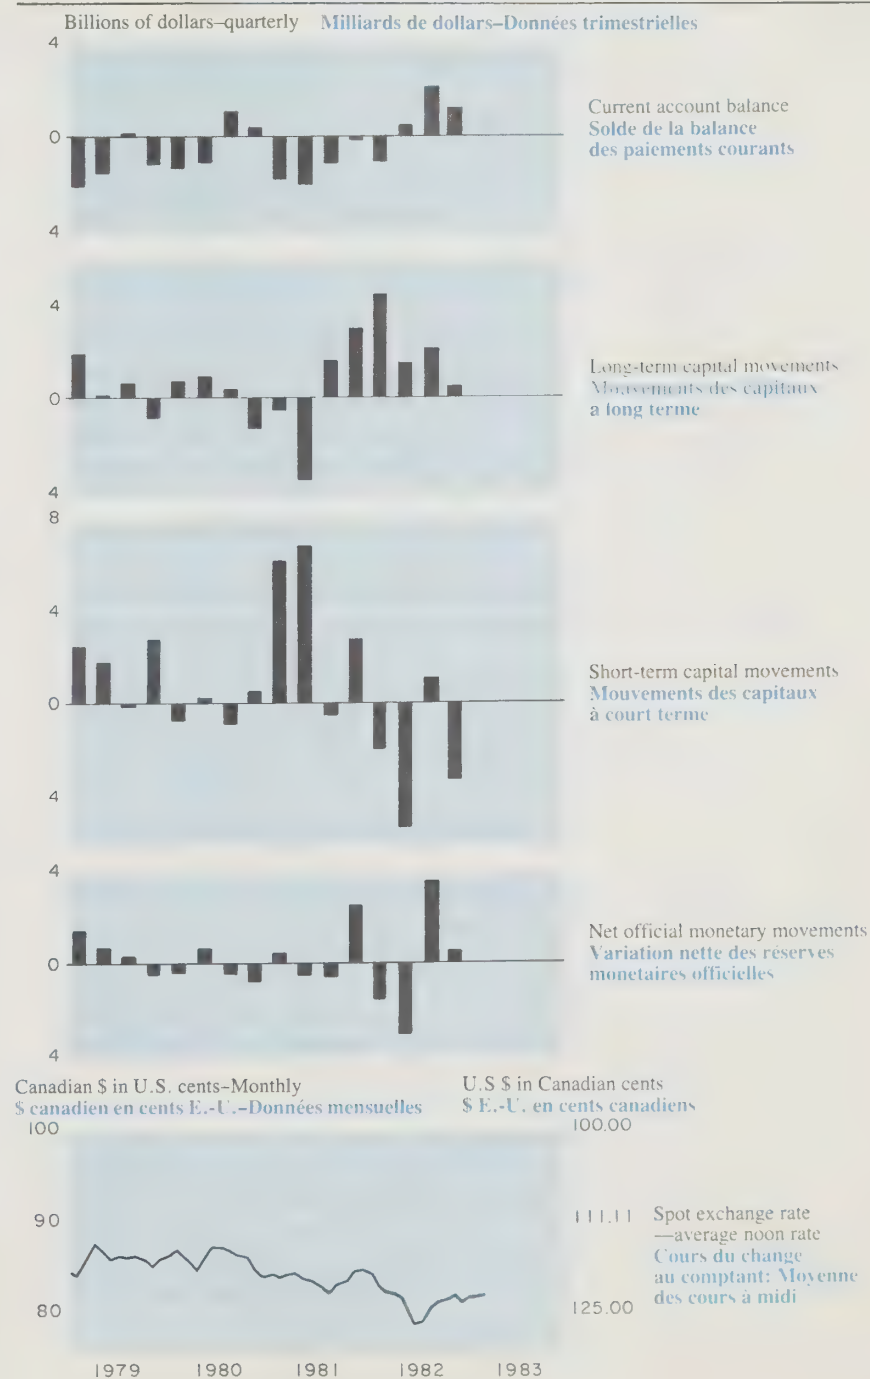 Billions of dollars–quarterly Milliards de dollars–Données trimestrielles
4
0
4
Current account balance
Solde de la balance
des paiements courants
4
0
4
Long-term capital movements
Mouvements des capitaux
a long terme
8
4
0
4
Short-term capital movements
Mouvements des capitaux
à court terme
4
0
4
Net official monetary movements
Variation nette des réserves
monetaires officielles
Canadian $ in U.S. cents–Monthly
$ canadien en cents E.-U.–Données mensuelles
U.S $ in Canadian cents
$ E.-U. en cents canadiens
100
90
80
100.00
111.11
125.00
Spot exchange rate
—average noon rate
Cours du change
au comptant: Moyenne
des cours à midi
1979 1980 1981 1982 1983